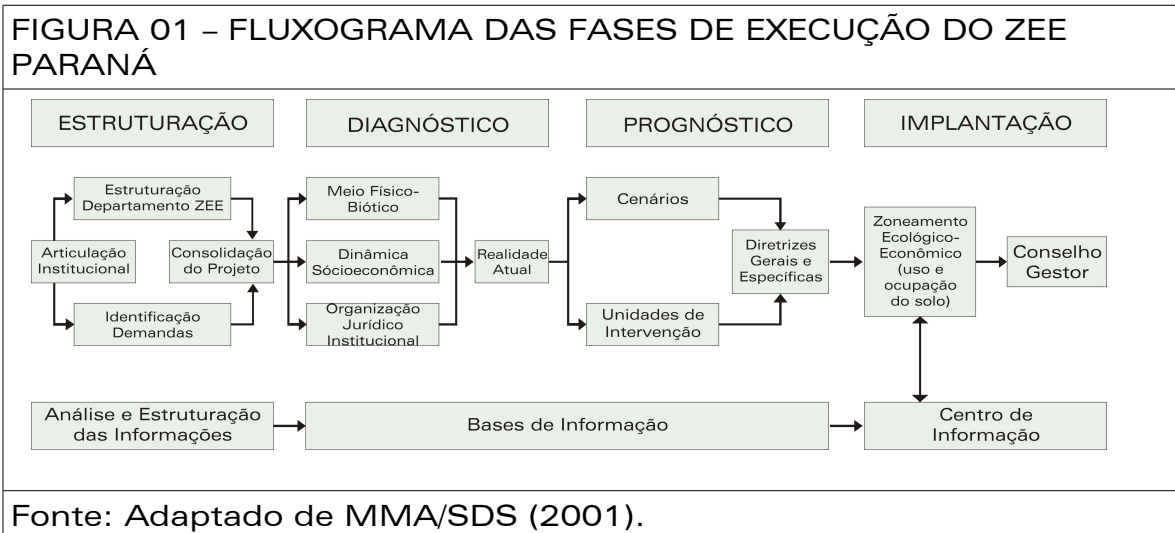 FIGURA 01 – FLUXOGRAMA DAS FASES DE EXECUÇÃO DO ZEE
PARANÁ
ESTRUTURAÇÃO
DIAGNÓSTICO
PROGNÓSTICO
IMPLANTAÇÃO
Articulação
Institucional
Estruturação
Departamento ZEE
Identificação
Demandas
Consolidação
do Projeto
Meio Físico-
Biótico
Dinâmica
Sócioeconômica
Organização
Jurídico
Institucional
Realidade
Atual
Cenários
Unidades de
Intervenção
Diretrizes
Gerais e
Específicas
Zoneamento
Ecológico-
Econômico
(uso e
ocupação
do solo)
Conselho
Gestor
Análise e Estruturação
das Informações
Bases de Informação
Centro de
Informação
Fonte: Adaptado de MMA/SDS (2001).